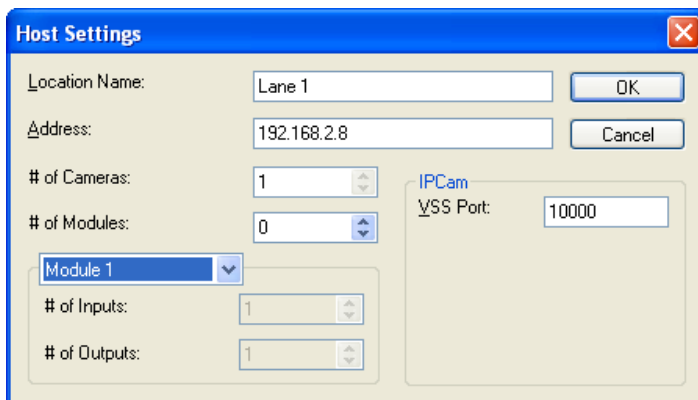 Host Settings
Location Name:
Lane 1
OK
Address:
192.168.2.8
Cancel
# of Cameras:
1
# of Modules:
0
IPCam
VSS Port:
10000
Module 1
# of Inputs:
1
# of Outputs:
1